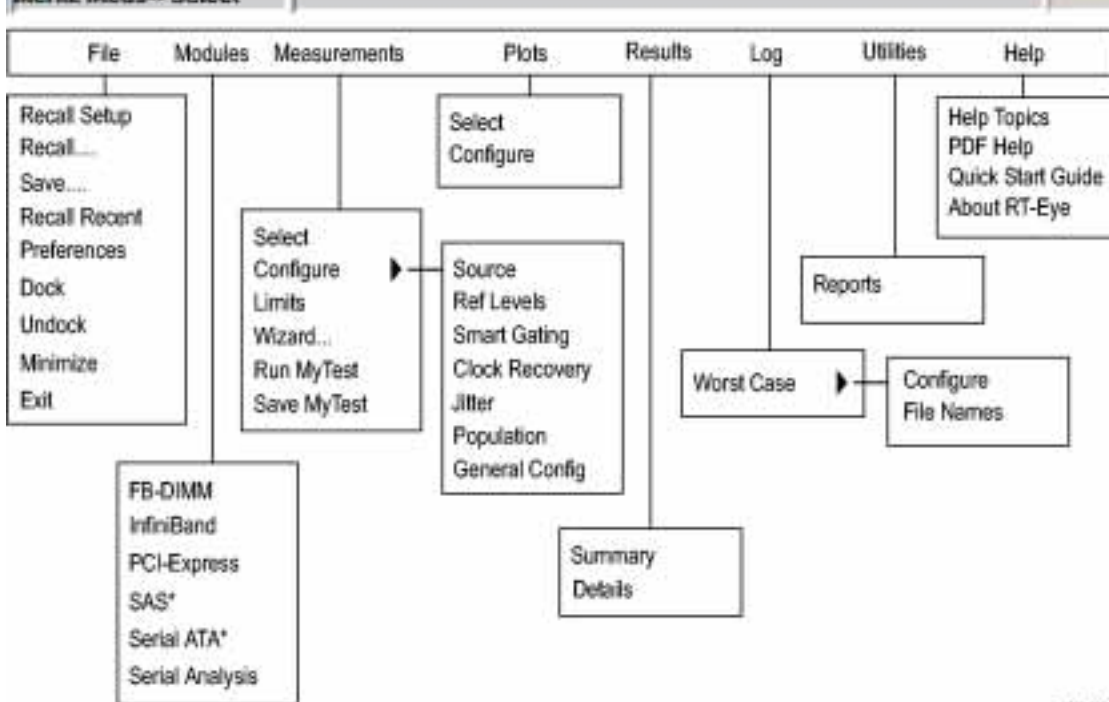 File Modules Measurements Plots Results Log Utilities Help
Recall Setup
Recall....
Save....
Recall Recent
Preferences
Dock
Undock
Minimize
Exit
FB-DIMM
InfiniBand
PCI-Express
SAS*
Serial ATA*
Serial Analysis
Select
Configure
Limits
Wizard...
Run MyTest
Save MyTest
Select
Configure
Source
Ref Levels
Smart Gating
Clock Recovery
Jitter
Population
General Config
Summary
Details
Worst Case
Configure
File Names
Reports
Help Topics
PDF Help
Quick Start Guide
About RT-Eye